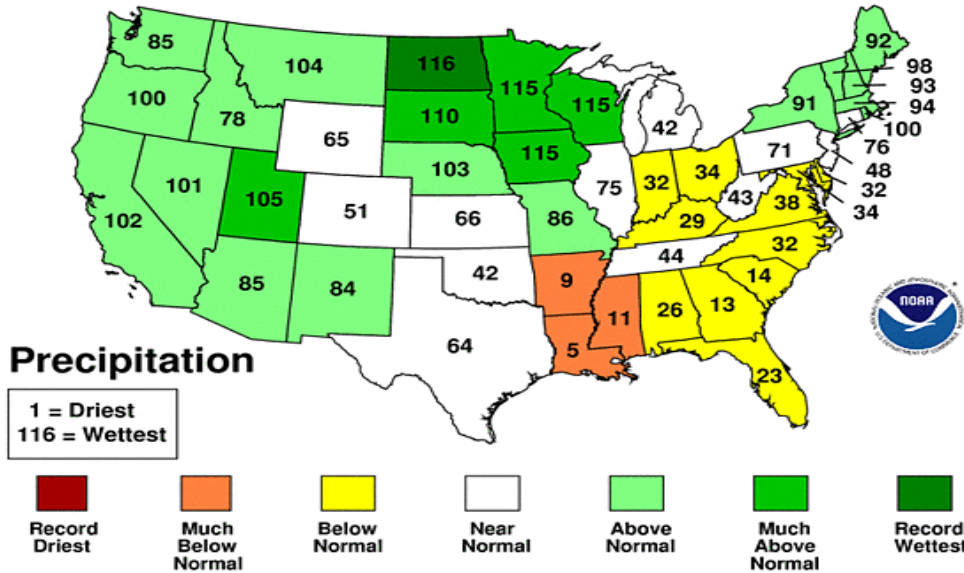 92
85
104
116
115
98
93
94
100
91
100
78
110
115
76
65
42
71
48
103
115
32
34
101
105
51
75
32
34
43
38
32
34
102
66
86
29
44
32
85
84
42
9
14
64
11
26
13
5
23
NOAA
Precipitation
1 = Driest
116 = Wettest
Record
Driest
Much
Below
Normal
Below
Normal
Near
Normal
Above
Normal
Much
Above
Normal
Record
Wettest